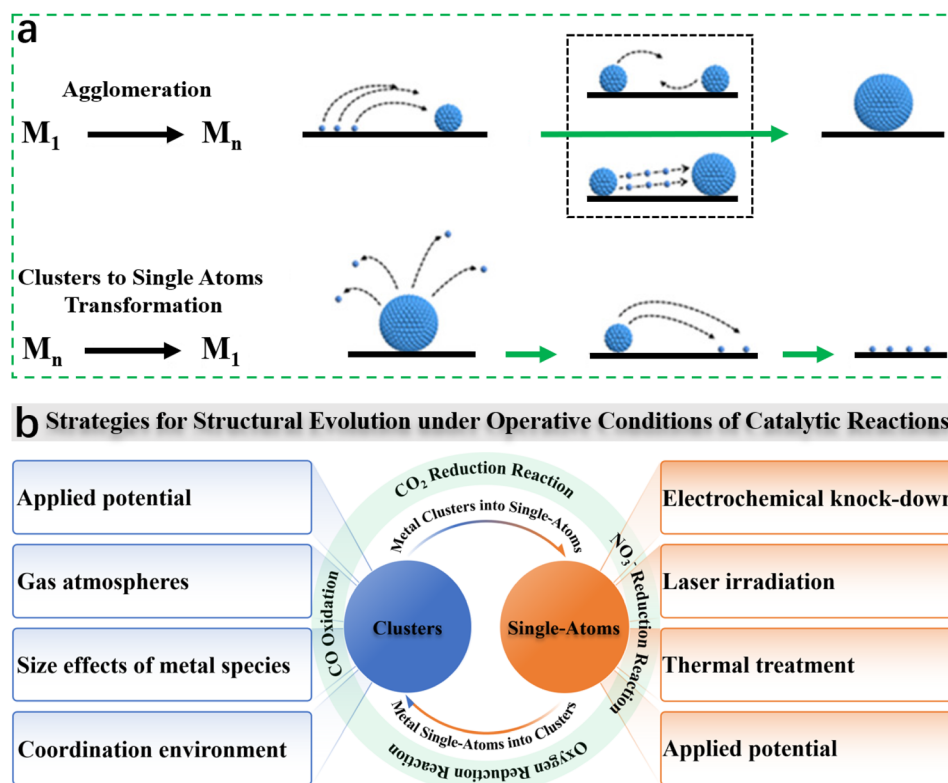 a
Agglomeration
M₁ Mₙ
Clusters to Single Atoms
Transformation
Mₙ M₁
b Strategies for Structural Evolution under Operative Conditions of Catalytic Reactions
Applied potential
Gas atmospheres
Size effects of metal species
Coordination environment
CO₂ Reduction Reaction
Metal Clusters into Single-Atoms
CO Oxidation
Clusters
Single-Atoms
NO₃⁻ Reduction Reaction
Metal Single-Atoms into Clusters
Oxygen Reduction Reaction
Electrochemical knock-down
Laser irradiation
Thermal treatment
Applied potential